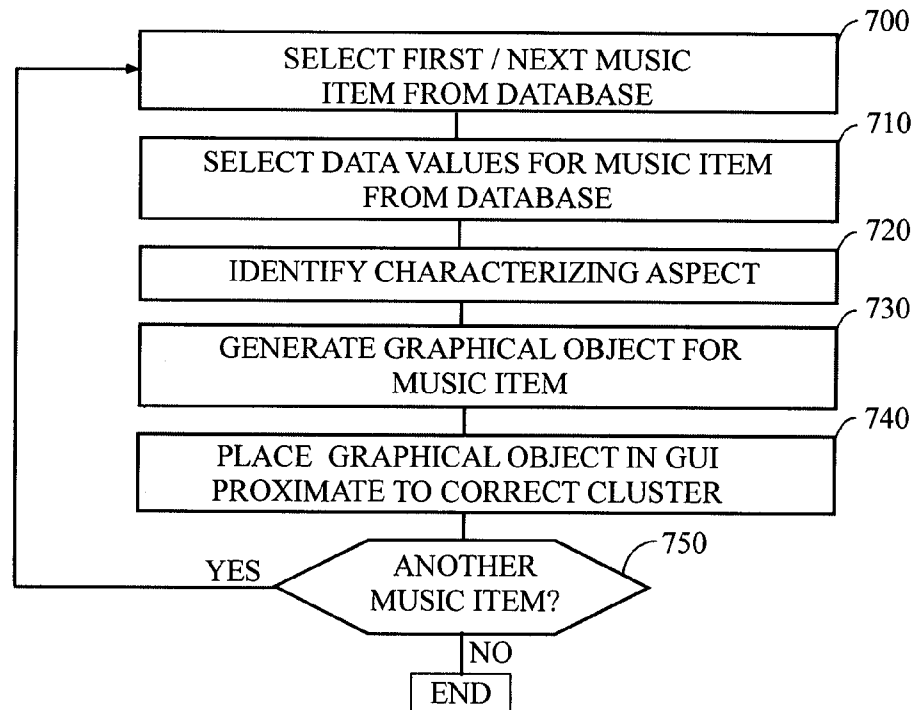 700
SELECT FIRST / NEXT MUSIC
ITEM FROM DATABASE
710
SELECT DATA VALUES FOR MUSIC ITEM
FROM DATABASE
720
IDENTIFY CHARACTERIZING ASPECT
730
GENERATE GRAPHICAL OBJECT FOR
MUSIC ITEM
740
PLACE GRAPHICAL OBJECT IN GUI
PROXIMATE TO CORRECT CLUSTER
750
YES
ANOTHER
MUSIC ITEM?
NO
END